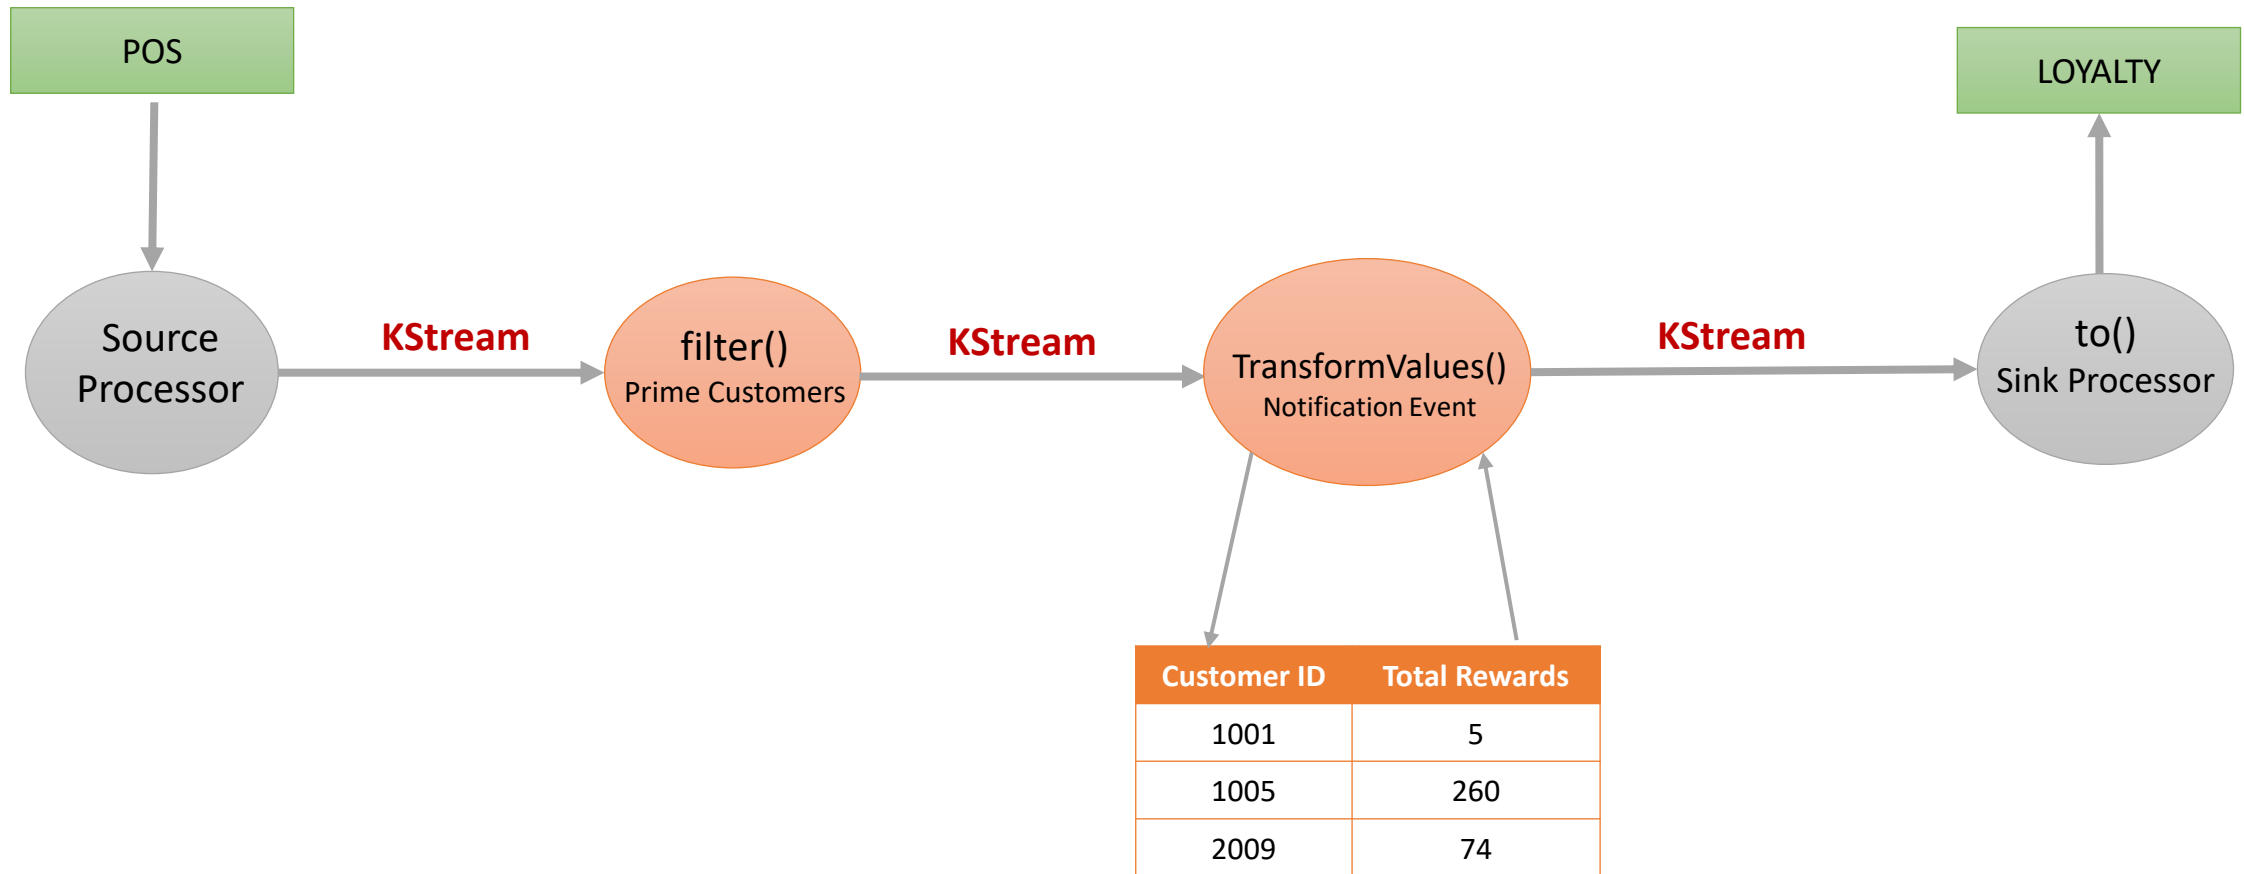 POS
LOYALTY
Source
Processor
KStream
filter()
Prime Customers
KStream
TransformValues()
Notification Event
KStream
to()
Sink Processor
Customer ID Total Rewards
1001 5
1005 260
2009 74